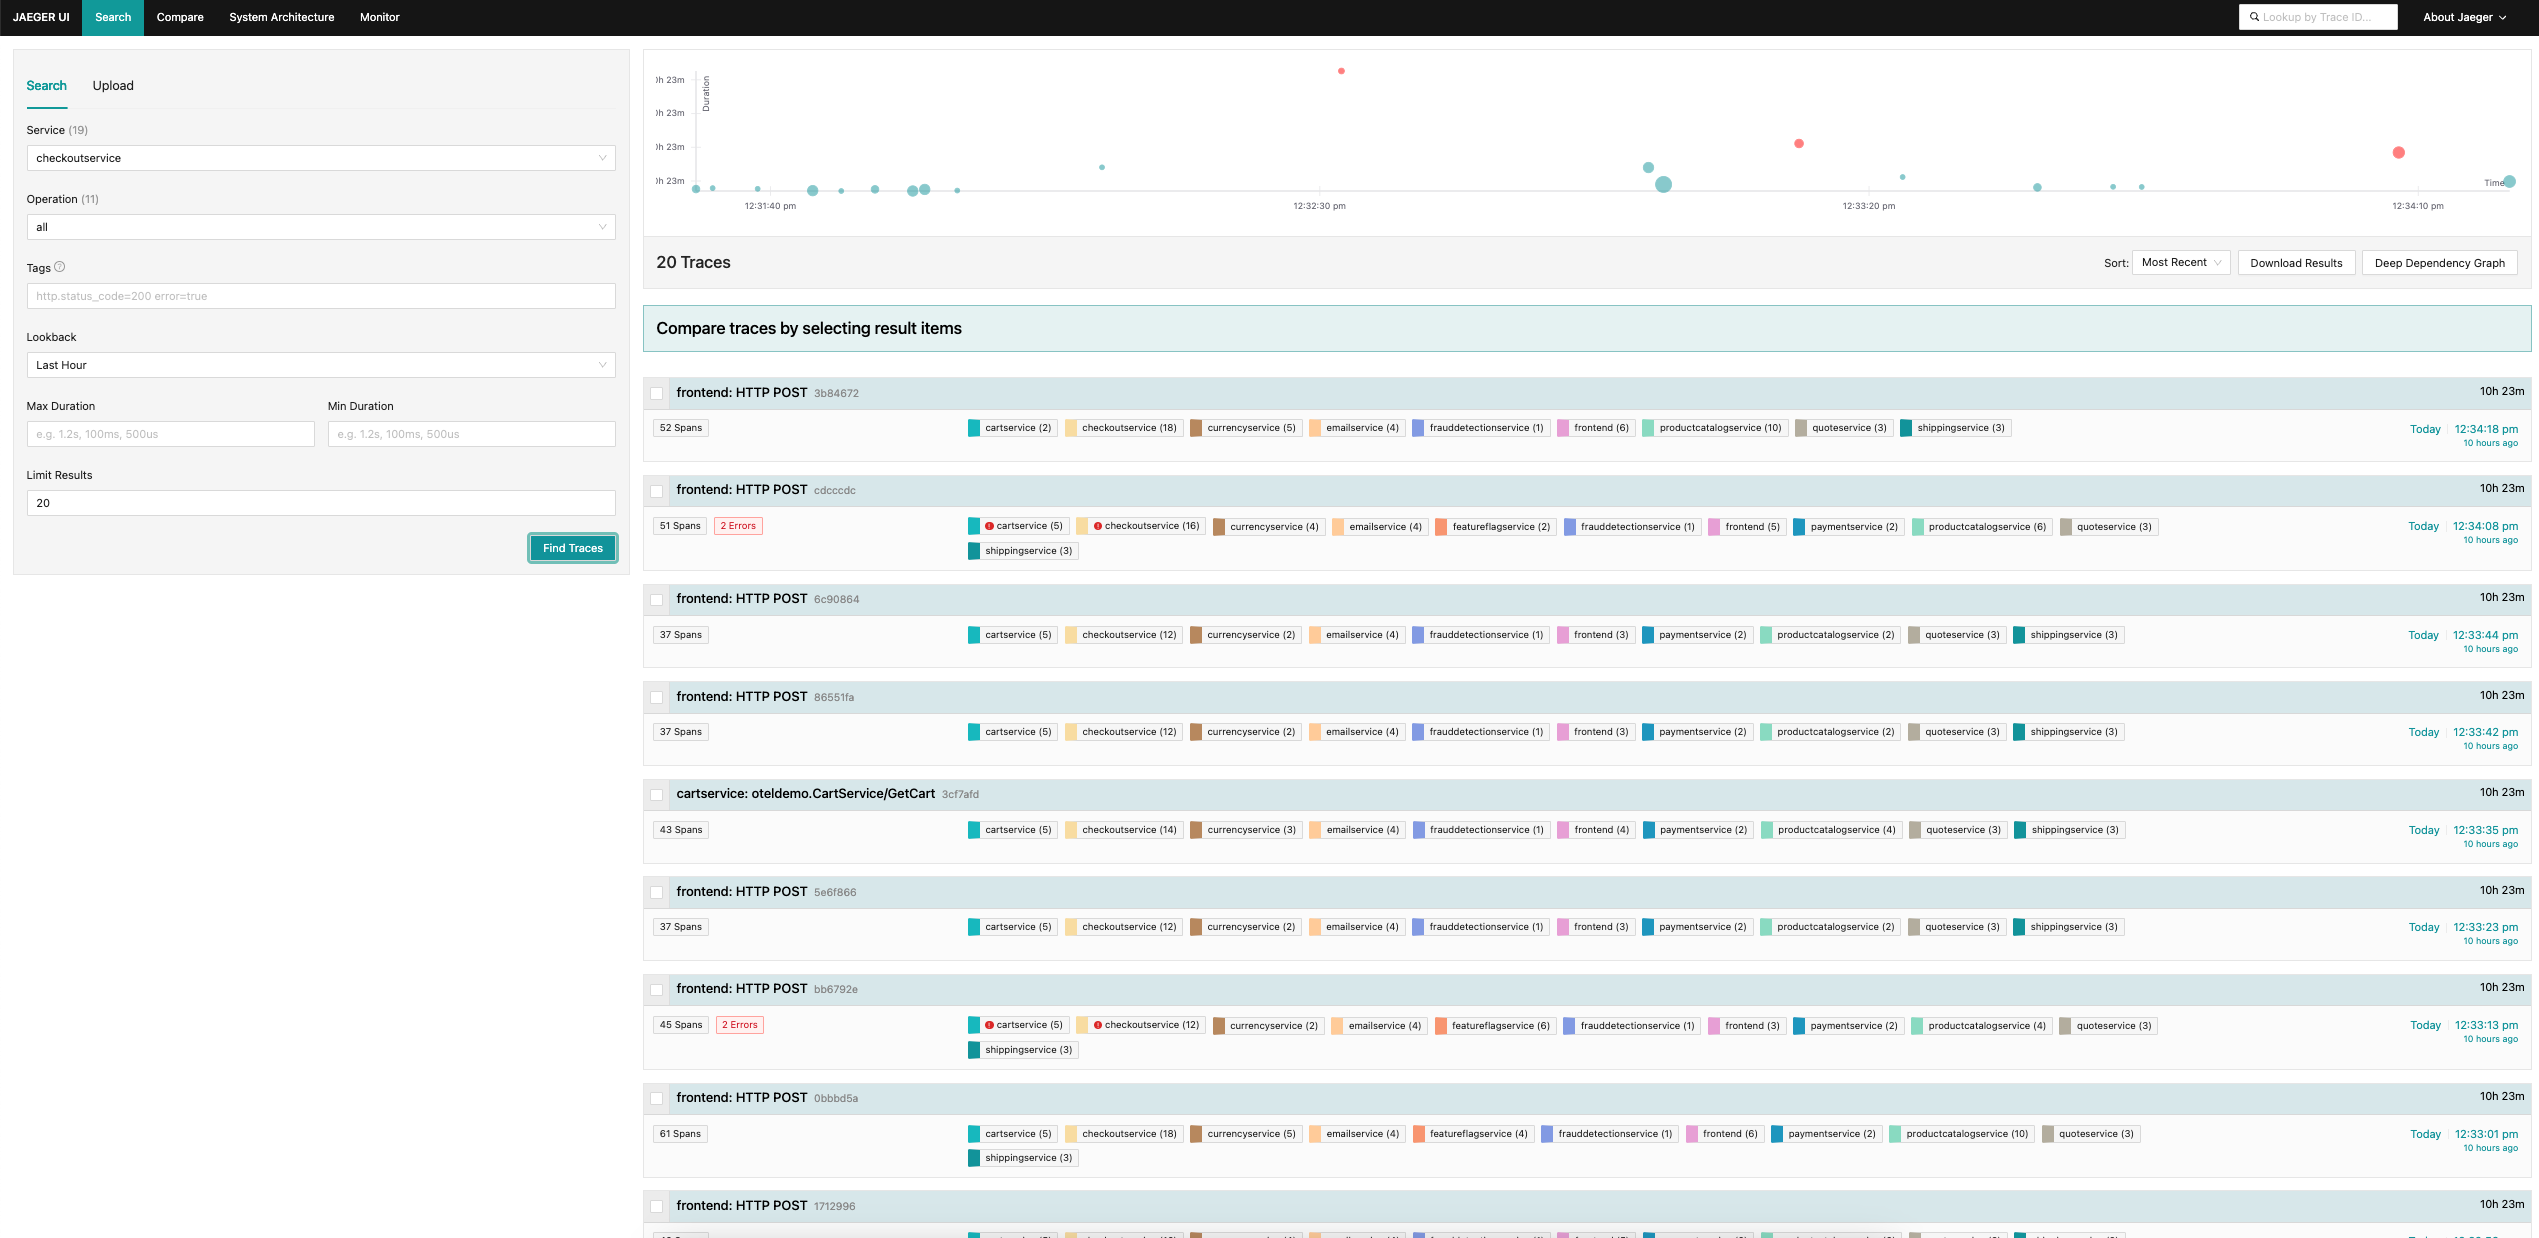 JAEGER UI Search Compare System Architecture Monitor Lookup by Trace ID... About Jaeger
Search Upload
Service (19)
checkoutservice
Operation (11)
all
Tags
http.status_code=200 error=true
Lookback
Last Hour
Max Duration Min Duration
e.g. 1.2s, 100ms, 500us e.g. 1.2s, 100ms, 500us
Limit Results
20
Find Traces
Duration
0h 23m
0h 23m
0h 23m
0h 23m
Time
12:31:40 pm 12:32:30 pm 12:33:20 pm 12:34:10 pm
20 Traces Sort: Most Recent Download Results Deep Dependency Graph
Compare traces by selecting result items
frontend: HTTP POST 3b84672 10h 23m
52 Spans cartservice (2) checkoutservice (18) currencyservice (5) emailservice (4) frauddetectionservice (1) frontend (6) productcatalogservice (10) quoteservice (3) shippingservice (3) Today 12:34:18 pm
10 hours ago
frontend: HTTP POST cdcccdc 10h 23m
51 Spans 2 Errors cartservice (5) checkoutservice (16) currencyservice (4) emailservice (4) featureflagservice (2) frauddetectionservice (1) frontend (5) paymentservice (2) productcatalogservice (6) quoteservice (3) Today 12:34:08 pm
10 hours ago
shippingservice (3)
frontend: HTTP POST 6c90864 10h 23m
37 Spans cartservice (5) checkoutservice (12) currencyservice (2) emailservice (4) frauddetectionservice (1) frontend (3) paymentservice (2) productcatalogservice (2) quoteservice (3) shippingservice (3) Today 12:33:44 pm
10 hours ago
frontend: HTTP POST 86551fa 10h 23m
37 Spans cartservice (5) checkoutservice (12) currencyservice (2) emailservice (4) frauddetectionservice (1) frontend (3) paymentservice (2) productcatalogservice (2) quoteservice (3) shippingservice (3) Today 12:33:42 pm
10 hours ago
cartservice: oteldemo.CartService/GetCart 3cf7afd 10h 23m
43 Spans cartservice (5) checkoutservice (14) currencyservice (3) emailservice (4) frauddetectionservice (1) frontend (4) paymentservice (2) productcatalogservice (4) quoteservice (3) shippingservice (3) Today 12:33:35 pm
10 hours ago
frontend: HTTP POST 5e6f866 10h 23m
37 Spans cartservice (5) checkoutservice (12) currencyservice (2) emailservice (4) frauddetectionservice (1) frontend (3) paymentservice (2) productcatalogservice (2) quoteservice (3) shippingservice (3) Today 12:33:23 pm
10 hours ago
frontend: HTTP POST bb6792e 10h 23m
45 Spans 2 Errors cartservice (5) checkoutservice (12) currencyservice (2) emailservice (4) featureflagservice (6) frauddetectionservice (1) frontend (3) paymentservice (2) productcatalogservice (4) quoteservice (3) Today 12:33:13 pm
10 hours ago
shippingservice (3)
frontend: HTTP POST 0bbbd5a 10h 23m
61 Spans cartservice (5) checkoutservice (18) currencyservice (5) emailservice (4) featureflagservice (4) frauddetectionservice (1) frontend (6) paymentservice (2) productcatalogservice (10) quoteservice (3) Today 12:33:01 pm
10 hours ago
shippingservice (3)
frontend: HTTP POST 1712996 10h 23m